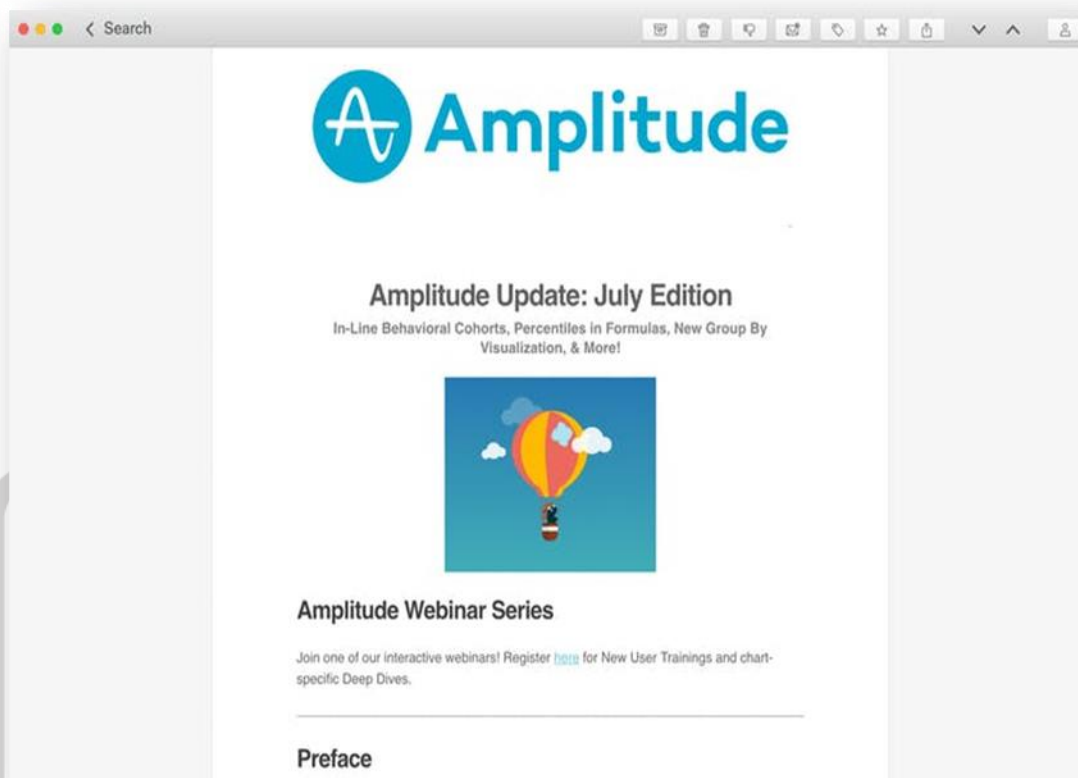 Search
Amplitude
Amplitude Update: July Edition
In-Line Behavioral Cohorts, Percentiles in Formulas, New Group By
Visualization, & More!
Amplitude Webinar Series
Join one of our interactive webinars! Register here for New User Trainings and chart-
specific Deep Dives.
Preface